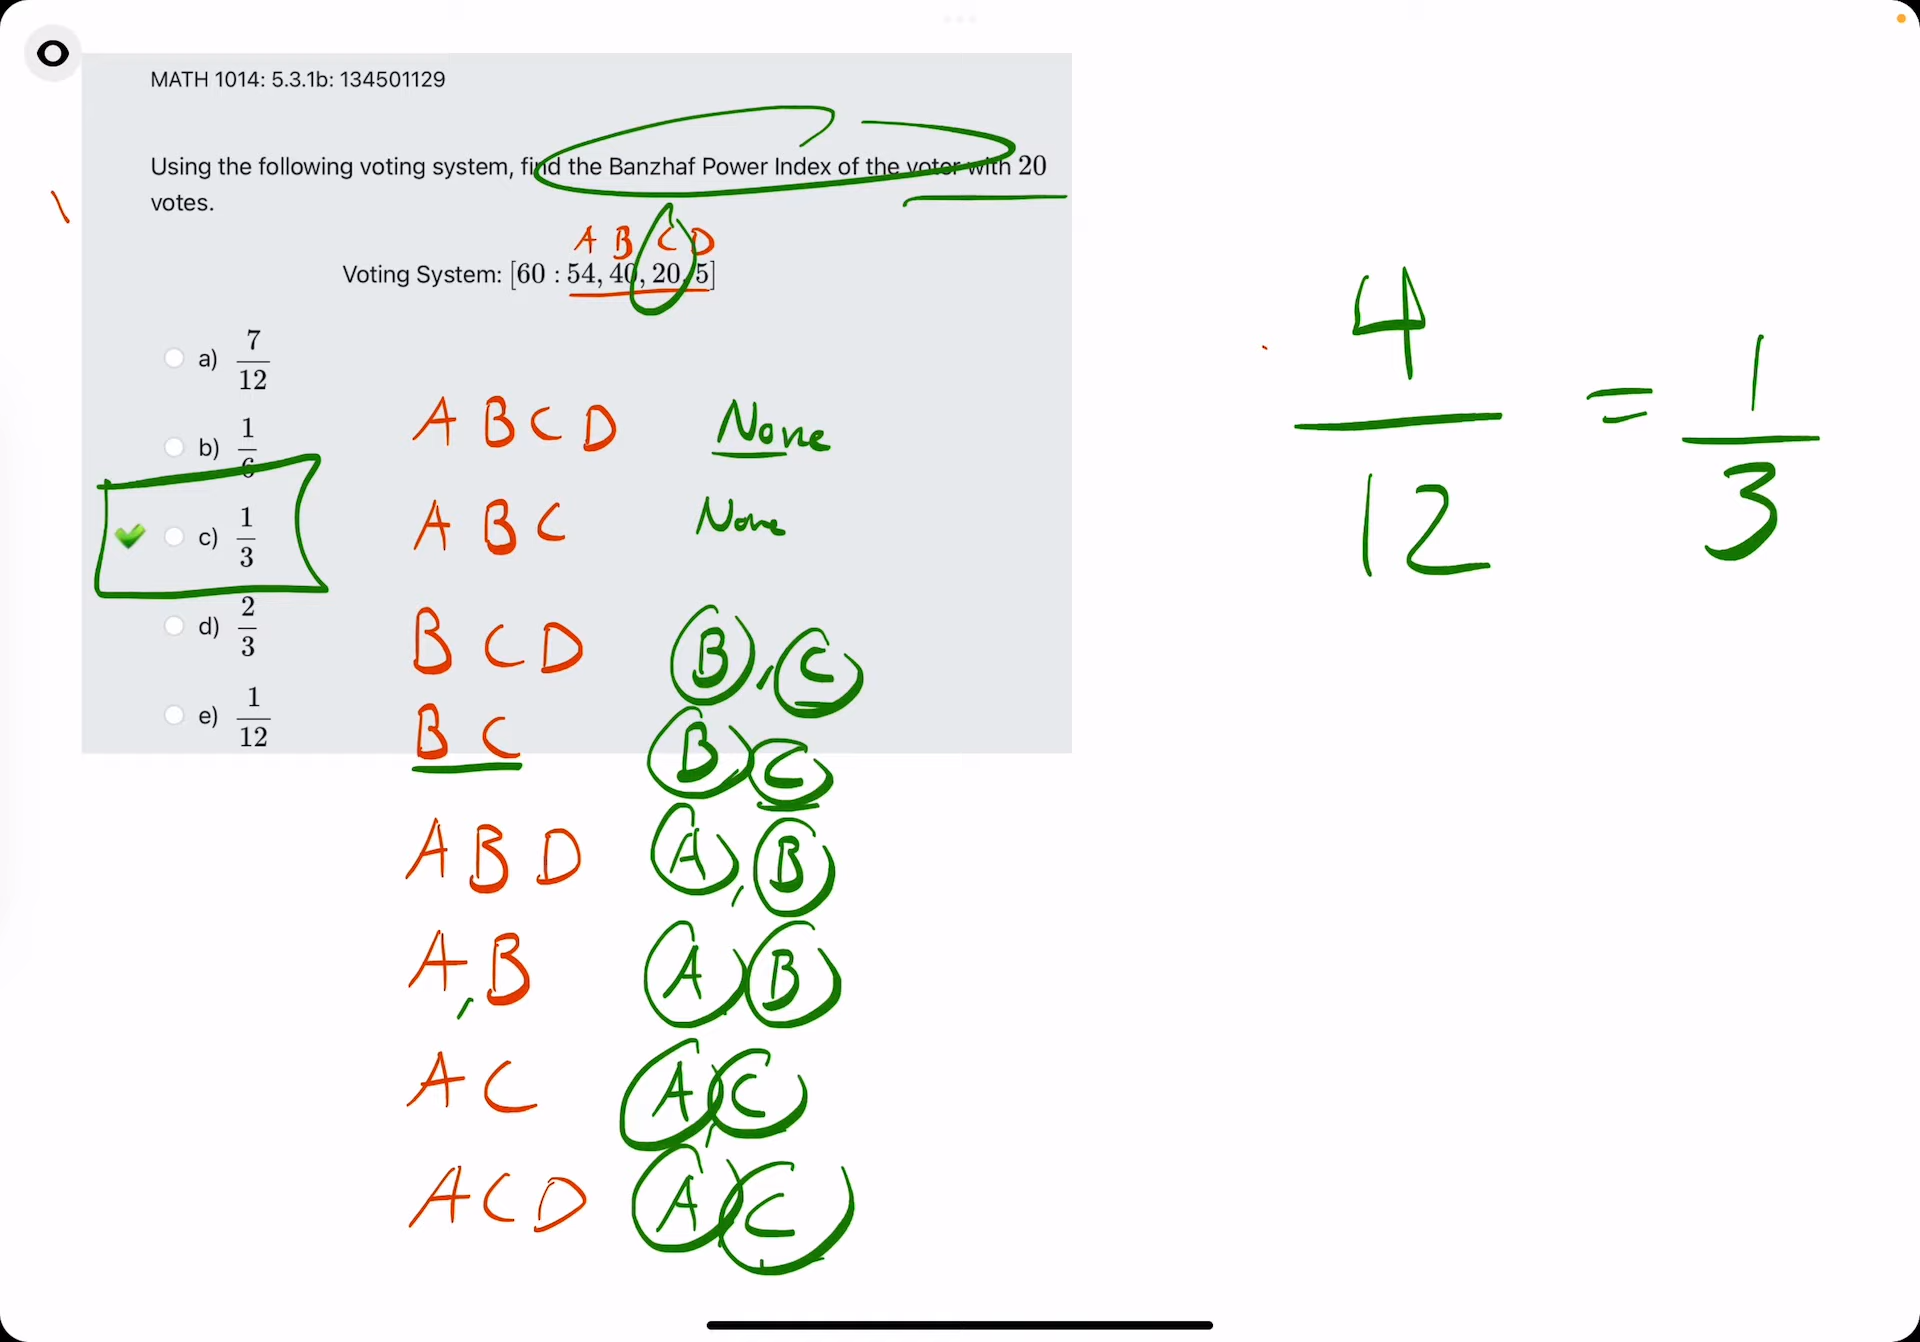 MATH 1014: 5.3.1b: 134501129
Using the following voting system, find the Banzhaf Power Index of the voter with 20
votes.
A B C D
Voting System: [60 : 54, 40, 20, 5]
a) 7/12
b) 1/6
c) 1/3
d) 2/3
e) 1/12
A B C D None
A B C None
B C D B, C
B C B C
A B D A, B
A, B A B
A C A, C
A C D A C
4/12 = 1/3